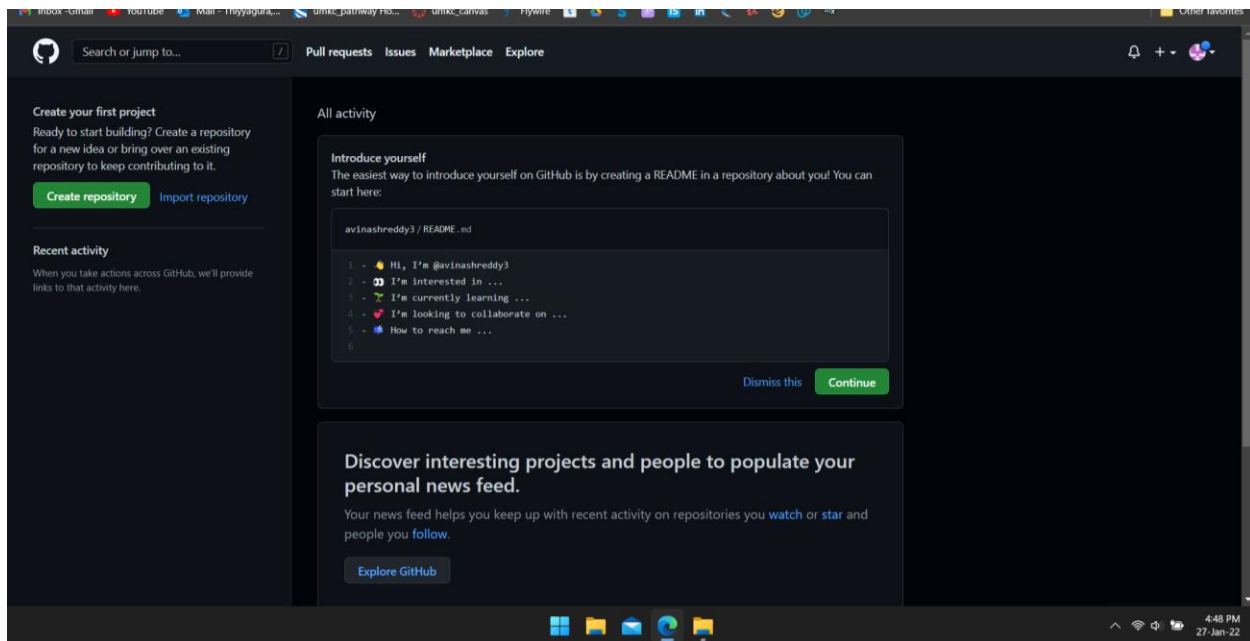 Inbox -Gmail YouTube Mail - Thiyyagura,... umkc_pathway Ho... umkc_canvas Flywire Other favorites
Search or jump to... / Pull requests Issues Marketplace Explore
Create your first project
Ready to start building? Create a repository
for a new idea or bring over an existing
repository to keep contributing to it.
Create repository Import repository
Recent activity
When you take actions across GitHub, we'll provide
links to that activity here.
All activity
Introduce yourself
The easiest way to introduce yourself on GitHub is by creating a README in a repository about you! You can
start here:
avinashreddy3 / README.md
1 - 👋 Hi, I'm @avinashreddy3
2 - 👀 I'm interested in ...
3 - 🌱 I'm currently learning ...
4 - 💞️ I'm looking to collaborate on ...
5 - 📫 How to reach me ...
6
Dismiss this Continue
Discover interesting projects and people to populate your
personal news feed.
Your news feed helps you keep up with recent activity on repositories you watch or star and
people you follow.
Explore GitHub
4:48 PM
27-Jan-22